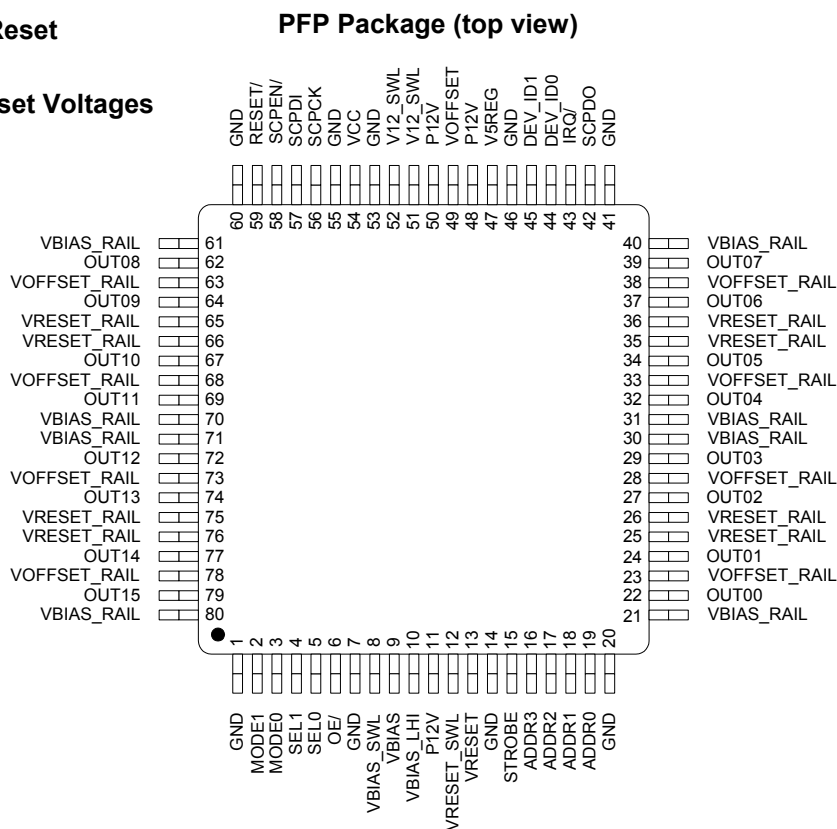 Reset
PFP Package (top view)
set Voltages
GND
RESET/
SCPEN/
SCPDI
SCPCK
GND
VCC
GND
V12_SWL
V12_SWL
P12V
VOFFSET
P12V
V5REG
GND
DEV_ID1
DEV_ID0
IRQ/
SCPDO
GND
60
59
58
57
56
55
54
53
52
51
50
49
48
47
46
45
44
43
42
41
VBIAS_RAIL 61
OUT08 62
VOFFSET_RAIL 63
OUT09 64
VRESET_RAIL 65
VRESET_RAIL 66
OUT10 67
VOFFSET_RAIL 68
OUT11 69
VBIAS_RAIL 70
VBIAS_RAIL 71
OUT12 72
VOFFSET_RAIL 73
OUT13 74
VRESET_RAIL 75
VRESET_RAIL 76
OUT14 77
VOFFSET_RAIL 78
OUT15 79
VBIAS_RAIL 80
40 VBIAS_RAIL
39 OUT07
38 VOFFSET_RAIL
37 OUT06
36 VRESET_RAIL
35 VRESET_RAIL
34 OUT05
33 VOFFSET_RAIL
32 OUT04
31 VBIAS_RAIL
30 VBIAS_RAIL
29 OUT03
28 VOFFSET_RAIL
27 OUT02
26 VRESET_RAIL
25 VRESET_RAIL
24 OUT01
23 VOFFSET_RAIL
22 OUT00
21 VBIAS_RAIL
1
2
3
4
5
6
7
8
9
10
11
12
13
14
15
16
17
18
19
20
GND
MODE1
MODE0
SEL1
SEL0
OE/
GND
VBIAS_SWL
VBIAS
VBIAS_LHI
P12V
VRESET_SWL
VRESET
GND
STROBE
ADDR3
ADDR2
ADDR1
ADDR0
GND